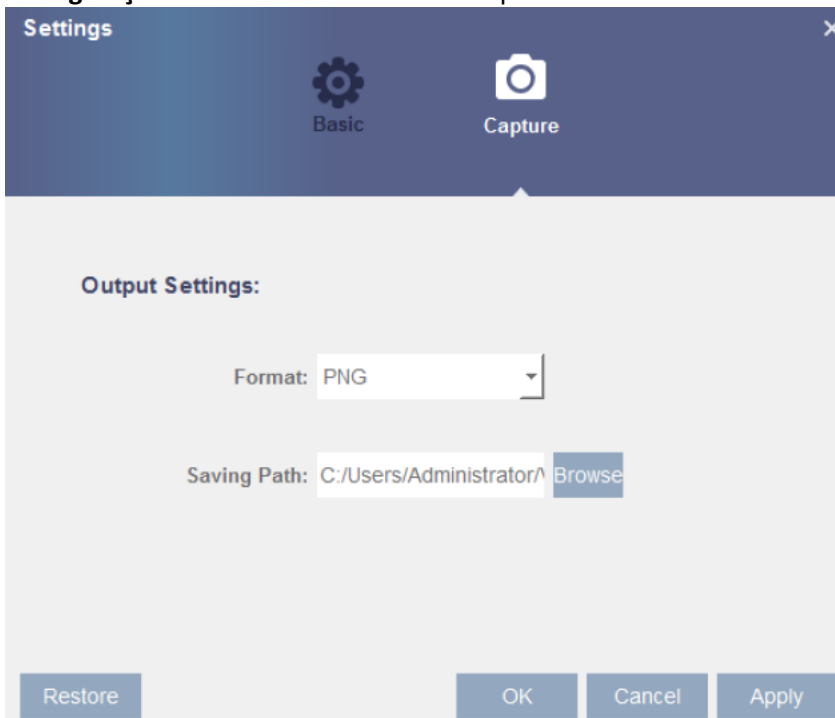 Settings
Basic
Capture
Output Settings:
Format: PNG
Saving Path: C:/Users/Administrator/ Browse
Restore
OK Cancel Apply